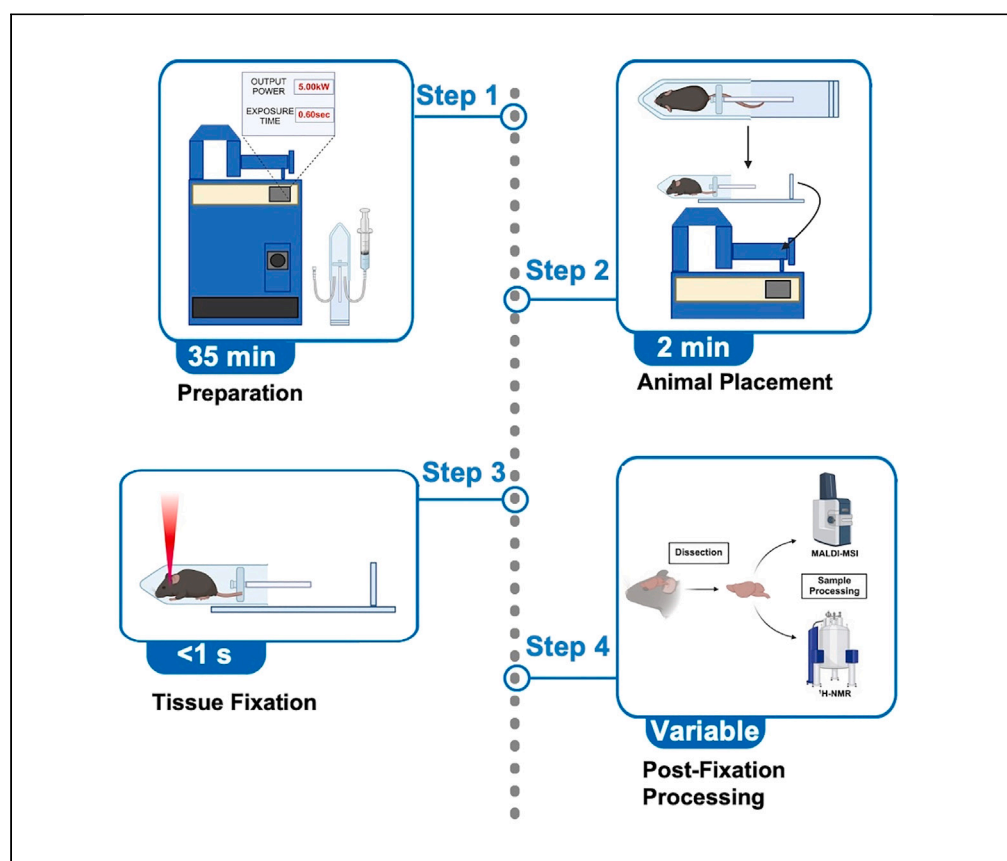 OUTPUT
POWER
5.00kW
EXPOSURE
TIME
0.60sec
Step 1
35 min
Preparation
Step 2
2 min
Animal Placement
Step 3
<1 s
Tissue Fixation
Step 4
Dissection
MALDI-MSI
Sample
Processing
¹H-NMR
Variable
Post-Fixation
Processing